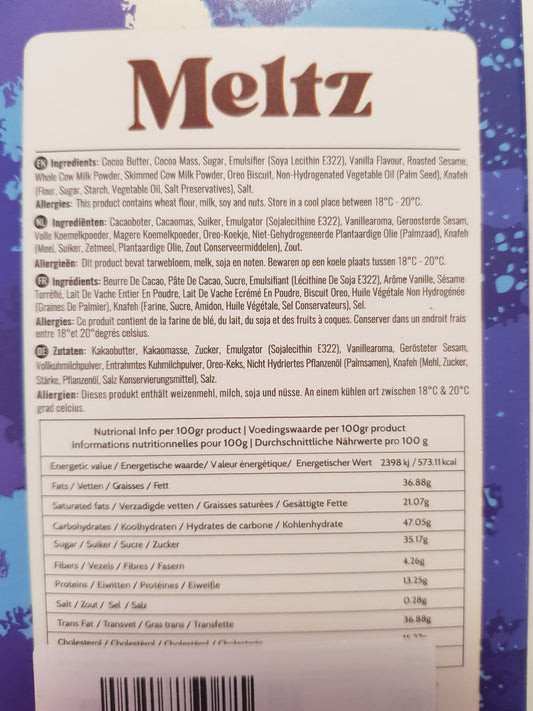 Meltz
EN Ingredients: Cocoa Butter, Cocoa Mass, Sugar, Emulsifier (Soya Lecithin E322), Vanilla Flavour, Roasted Sesame,
Whole Cow Milk Powder, Skimmed Cow Milk Powder, Oreo Biscuit, Non-Hydrogenated Vegetable Oil (Palm Seed), Knafeh
(Flour, Sugar, Starch, Vegetable Oil, Salt Preservatives), Salt.
Allergies: This product contains wheat flour, milk, soy and nuts. Store in a cool place between 18°C - 20°C.
NL Ingrediënten: Cacaoboter, Cacaomas, Suiker, Emulgator (Sojalecithine E322), Vanillearoma, Geroosterde Sesam,
Volle Koemelkpoeder, Magere Koemelkpoeder, Oreo-Koekje, Niet-Gehydrogeneerde Plantaardige Olie (Palmzaad), Knafeh
(Meel, Suiker, Zetmeel, Plantaardige Olie, Zout Conserveermiddelen), Zout.
Allergieën: Dit product bevat tarwebloem, melk, soja en noten. Bewaren op een koele plaats tussen 18°C - 20°C.
FR Ingrédients: Beurre De Cacao, Pâte De Cacao, Sucre, Emulsifiant (Lécithine De Soja E322), Arôme Vanille, Sésame
Torréfié, Lait De Vache Entier En Poudre, Lait De Vache Écrémé En Poudre, Biscuit Oreo, Huile Végétale Non Hydrogénée
(Graines De Palmier), Knafeh (Farine, Sucre, Amidon, Huile Végétale, Sel Conservateurs), Sel.
Allergies: Ce produit contient de la farine de blé, du lait, du soja et des fruits à coques. Conserver dans un endroit frais
entre 18°et 20°degrés celsius.
DE Zutaten: Kakaobutter, Kakaomasse, Zucker, Emulgator (Sojalecithin E322), Vanillearoma, Gerösteter Sesam,
Vollkuhmilchpulver, Entrahmtes Kuhmilchpulver, Oreo-Keks, Nicht Hydriertes Pflanzenöl (Palmsamen), Knafeh (Mehl, Zucker,
Stärke, Pflanzenöl, Salz Konservierungsmittel), Salz.
Allergien: Dieses produkt enthält weizenmehl, milch, soja und nüsse. An einem kühlen ort zwischen 18°C & 20°C
grad celcius.
Nutrional Info per 100gr product | Voedingswaarde per 100gr product
Informations nutritionnelles pour 100g | Durchschnittliche Nährwerte pro 100 g
Energetic value / Energetische waarde/ Valeur énergétique/ Energetischer Wert 2398 kj / 573.11 kcal
Fats / Vetten / Graisses / Fett 36.88g
Saturated fats / Verzadigde vetten / Graisses saturées / Gesättigte Fette 21.07g
Carbohydrates / Koolhydraten / Hydrates de carbone / Kohlenhydrate 47.05g
Sugar / Suiker / Sucre / Zucker 35.17g
Fibers / Vezels / Fibres / Fasern 4.26g
Proteins / Eiwitten / Protéines / Eiweiße 13.25g
Salt / Zout / Sel / Salz 0.28g
Trans Fat / Transvet / Gras trans / Transfette 36.88g
Cholesterol / Cholesterol / Cholestérol / Cholesterin